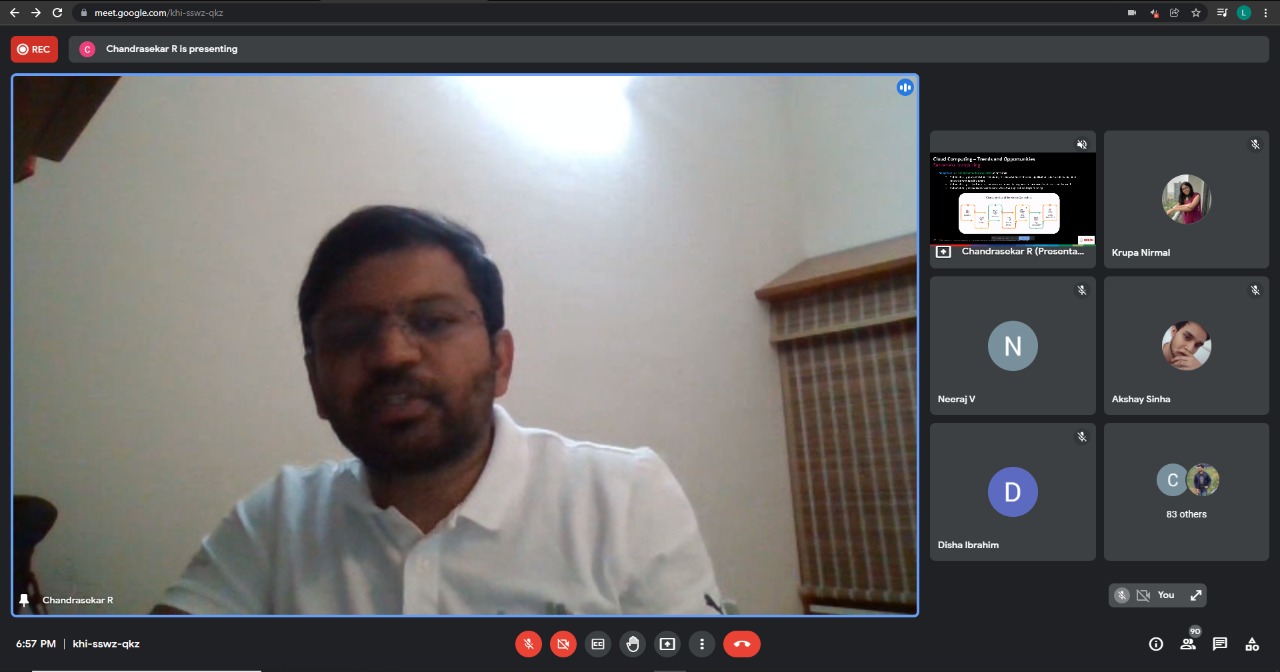 meet.google.com/khi-sswz-qkz
L
REC
C
Chandrasekar R is presenting
Cloud Computing – Trends and Opportunities
Chandrasekar R (Presenta...
Krupa Nirmal
N
Neeraj V
Akshay Sinha
D
Disha Ibrahim
C
83 others
Chandrasekar R
You
6:57 PM | khi-sswz-qkz
90